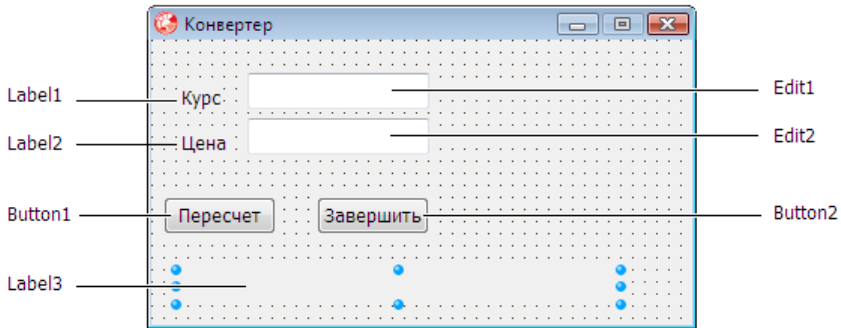 Конвертер
Label1 Курс Edit1
Label2 Цена Edit2
Button1 Пересчет Завершить Button2
Label3